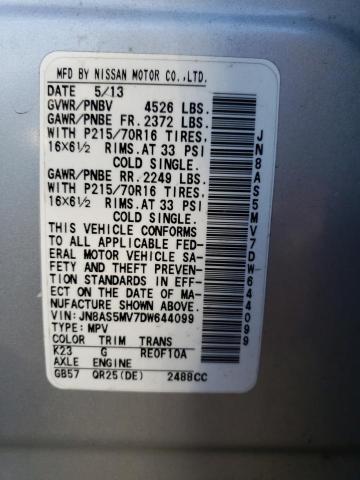 MFD BY NISSAN MOTOR CO.,LTD.
DATE 5/13
GVWR/PNBV 4526 LBS.
GAWR/PNBE FR. 2372 LBS.
WITH P215/70R16 TIRES,
16X6½ RIMS. AT 33 PSI
COLD SINGLE.
GAWR/PNBE RR. 2249 LBS.
WITH P215/70R16 TIRES,
16X6½ RIMS. AT 33 PSI
COLD SINGLE.
THIS VEHICLE CONFORMS
TO ALL APPLICABLE FED-
ERAL MOTOR VEHICLE SA-
FETY AND THEFT PREVEN-
TION STANDARDS IN EFF-
ECT ON THE DATE OF MA-
NUFACTURE SHOWN ABOVE.
VIN: JN8AS5MV7DW644099
TYPE: MPV
COLOR TRIM TRANS
K23 G RE0F10A
AXLE ENGINE
GB57 QR25(DE) 2488CC
JN8AS5MV7DW644099